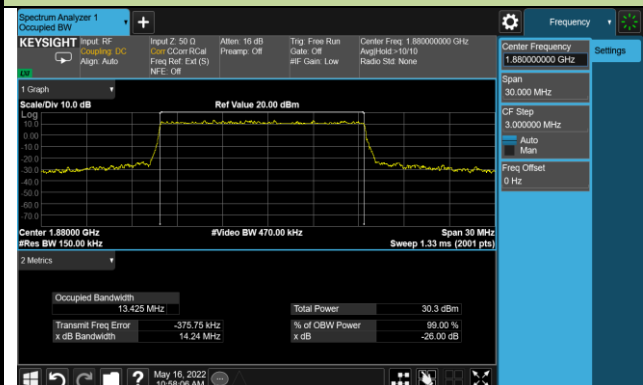 Spectrum Analyzer 1
Occupied BW
+
Frequency
KEYSIGHT
Input: RF
Coupling: DC
Align: Auto
Input Z: 50 Ω
Corr CCorr RCal
Freq Ref: Ext (S)
NFE: Off
Atten: 16 dB
Preamp: Off
Trig: Free Run
Gate: Off
#IF Gain: Low
Center Freq: 1.880000000 GHz
Avg|Hold:>10/10
Radio Std: None
Center Frequency
1.880000000 GHz
Settings
Span
30.000 MHz
CF Step
3.000000 MHz
Auto
Man
Freq Offset
0 Hz
1 Graph
Scale/Div 10.0 dB
Ref Value 20.00 dBm
Log
10.0
0.00
-10.0
-20.0
-30.0
-40.0
-50.0
-60.0
-70.0
Center 1.88000 GHz
#Video BW 470.00 kHz
Span 30 MHz
#Res BW 150.00 kHz
Sweep 1.33 ms (2001 pts)
2 Metrics
Occupied Bandwidth
13.425 MHz
Total Power
30.3 dBm
Transmit Freq Error
-375.75 kHz
% of OBW Power
99.00 %
x dB Bandwidth
14.24 MHz
x dB
-26.00 dB
?
May 16, 2022
10:58:06 AM